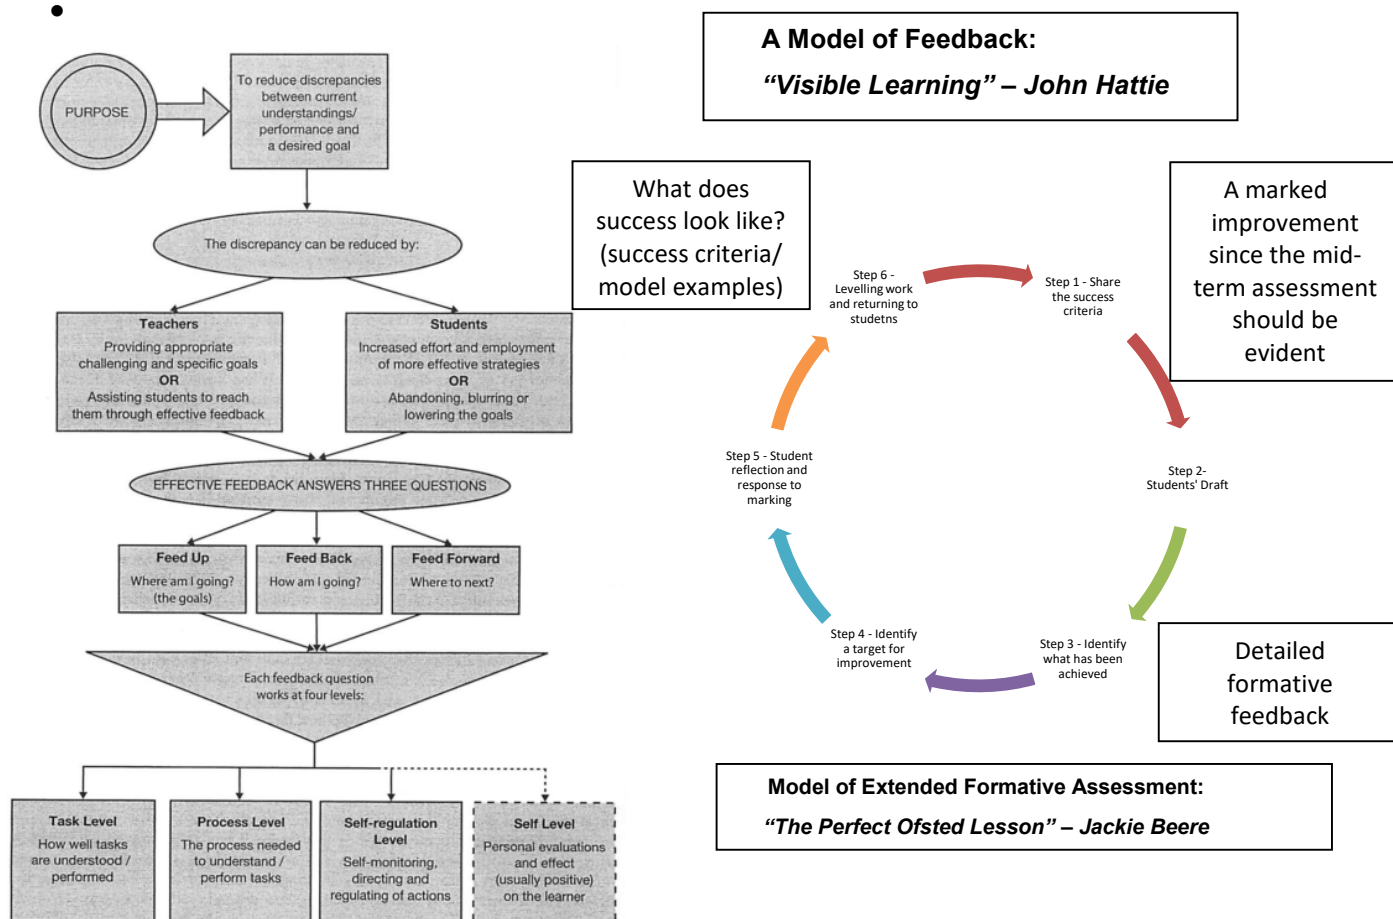 PURPOSE
To reduce discrepancies
between current
understandings/
performance and
a desired goal
The discrepancy can be reduced by:
Teachers
Providing appropriate
challenging and specific goals
OR
Assisting students to reach
them through effective feedback
Students
Increased effort and employment
of more effective strategies
OR
Abandoning, blurring or
lowering the goals
EFFECTIVE FEEDBACK ANSWERS THREE QUESTIONS
Feed Up
Where am I going?
(the goals)
Feed Back
How am I going?
Feed Forward
Where to next?
Each feedback question
works at four levels:
Task Level
How well tasks
are understood /
performed
Process Level
The process needed
to understand /
perform tasks
Self-regulation
Level
Self-monitoring,
directing and
regulating of actions
Self Level
Personal evaluations
and effect
(usually positive)
on the learner
A Model of Feedback:
“Visible Learning” – John Hattie
What does
success look like?
(success criteria/
model examples)
A marked
improvement
since the mid-
term assessment
should be
evident
Step 1 - Share
the success
criteria
Step 2-
Students' Draft
Step 3 - Identify
what has been
achieved
Step 4 - Identify
a target for
improvement
Step 5 - Student
reflection and
response to
marking
Step 6 -
Levelling work
and returning to
studetns
Detailed
formative
feedback
Model of Extended Formative Assessment:
“The Perfect Ofsted Lesson” – Jackie Beere